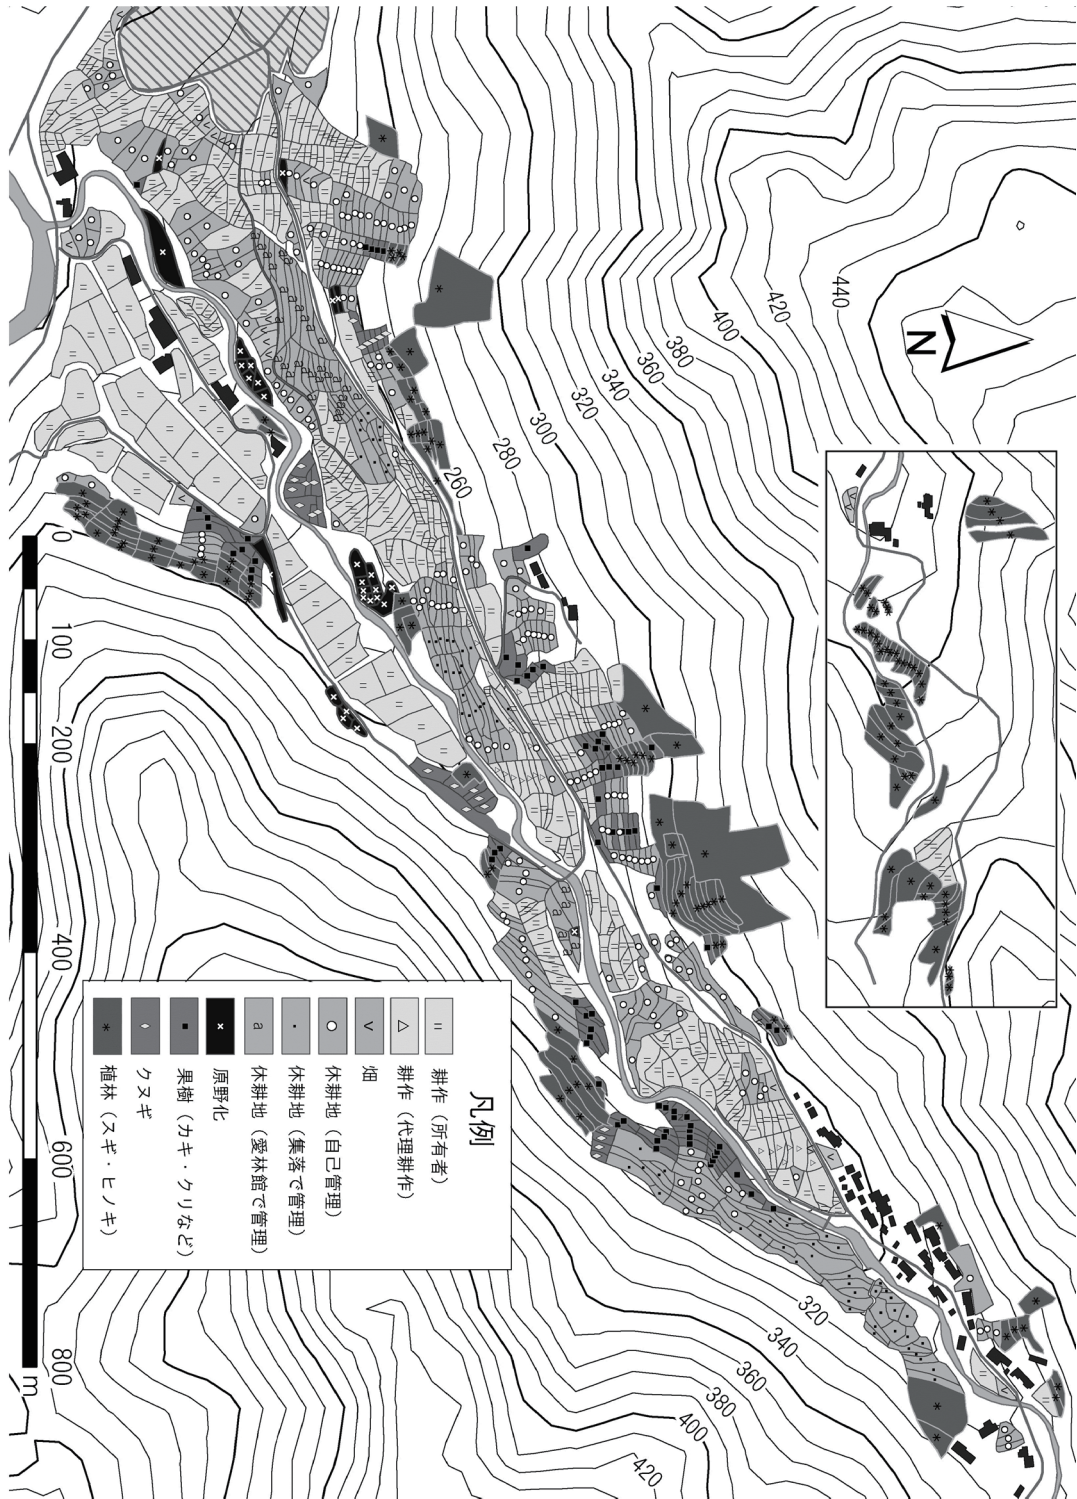 440
420
400
380
360
340
320
300
280
260
N
凡例
耕作（所有者）
耕作（代理耕作）
畑
休耕地（自己管理）
休耕地（集落で管理）
休耕地（愛林館で管理）
原野化
果樹（カキ・クリなど）
クヌギ
植林（スギ・ヒノキ）
0 100 200 400 600 800 m
320
340
360
380
400
420